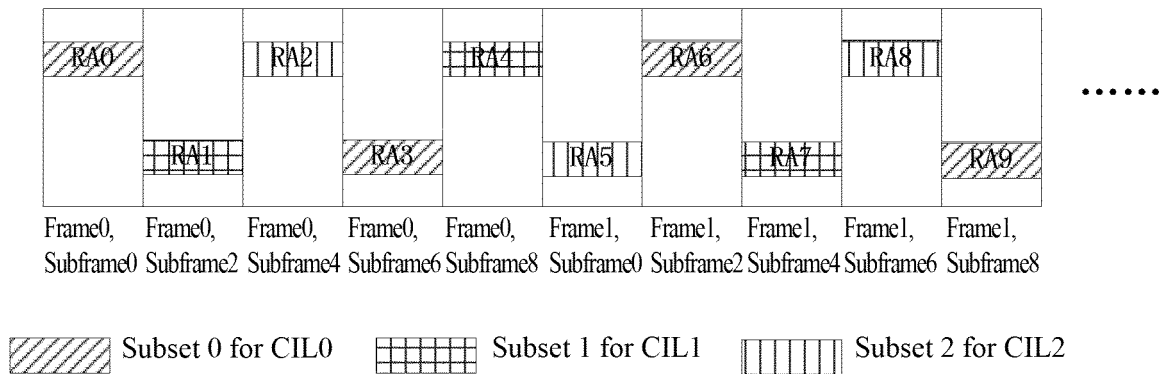 RA0 RA2 RA4 RA6 RA8
......
RA1 RA3 RA5 RA7 RA9
Frame0, Frame0, Frame0, Frame0, Frame0, Frame1, Frame1, Frame1, Frame1, Frame1,
Subframe0 Subframe2 Subframe4 Subframe6 Subframe8 Subframe0 Subframe2 Subframe4 Subframe6 Subframe8
Subset 0 for CIL0 Subset 1 for CIL1 Subset 2 for CIL2